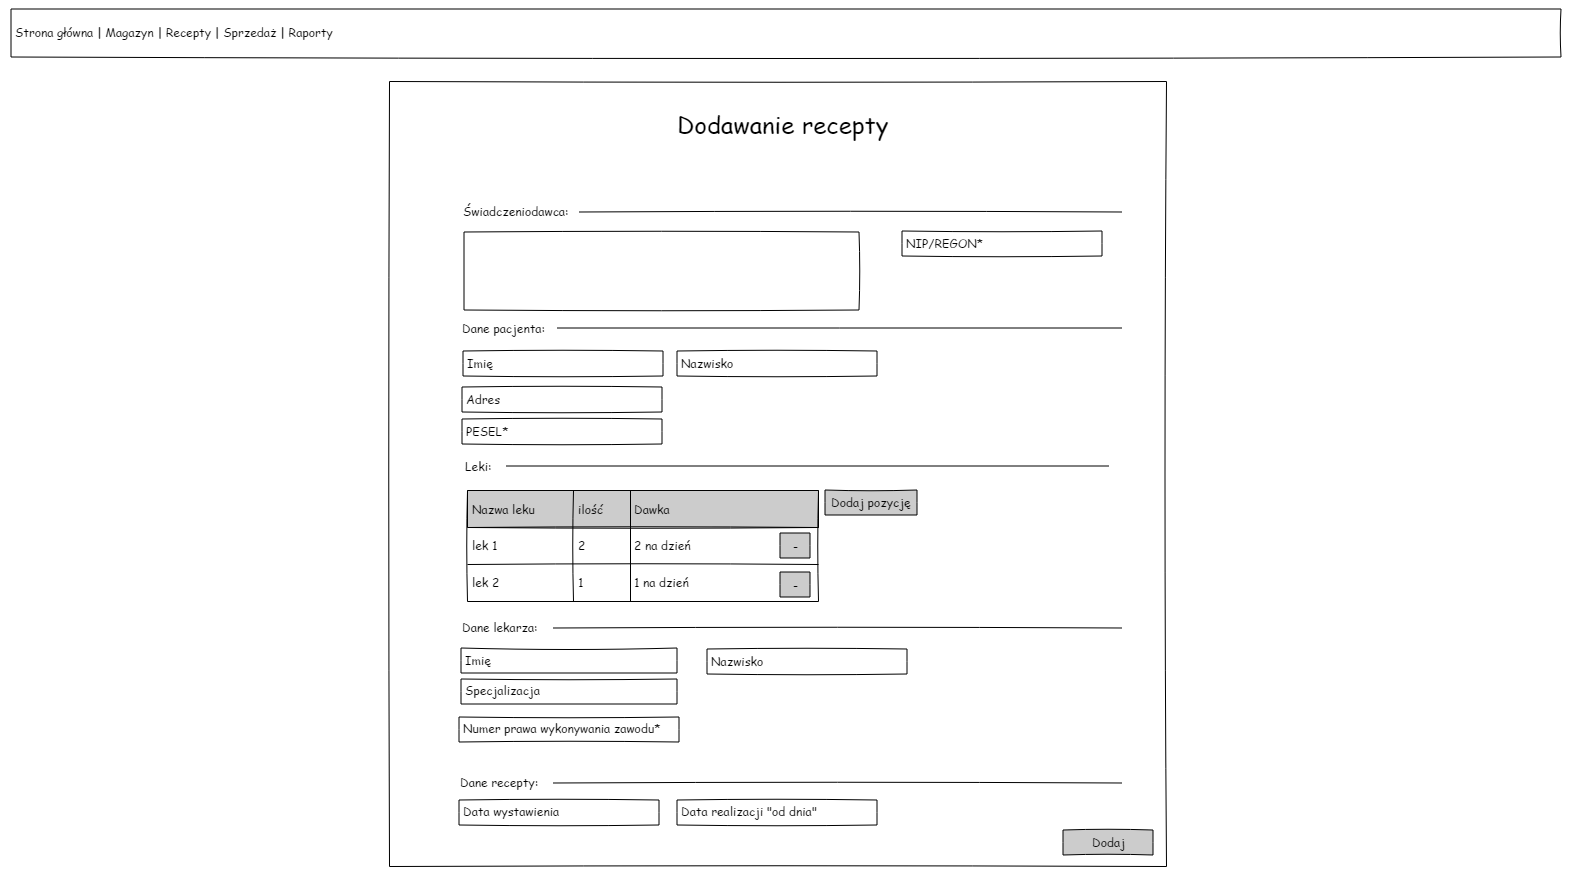 Strona główna | Magazyn | Recepty | Sprzedaż | Raporty
Dodawanie recepty
Świadczeniodawca:
NIP/REGON*
Dane pacjenta:
Imię Nazwisko
Adres
PESEL*
Leki:
Nazwa leku ilość Dawka Dodaj pozycję
lek 1 2 2 na dzień -
lek 2 1 1 na dzień -
Dane lekarza:
Imię Nazwisko
Specjalizacja
Numer prawa wykonywania zawodu*
Dane recepty:
Data wystawienia Data realizacji "od dnia"
Dodaj